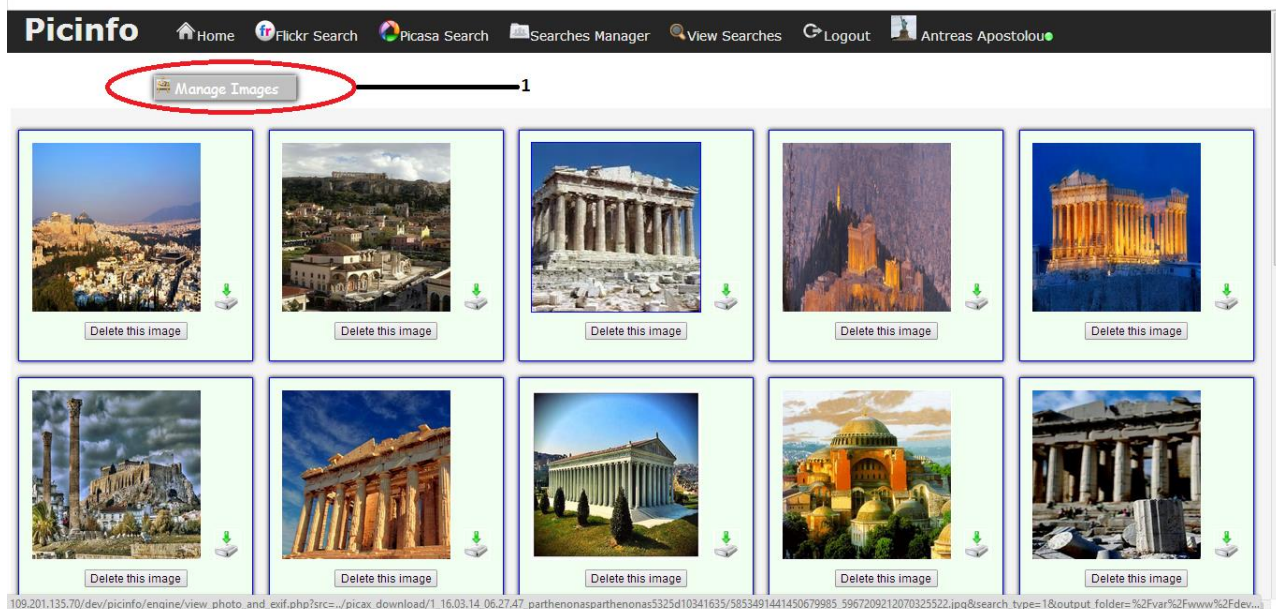 Picinfo Home Flickr Search Picasa Search Searches Manager View Searches Logout Antreas Apostolou
Manage Images 1
Delete this image Delete this image Delete this image Delete this image Delete this image
Delete this image Delete this image Delete this image Delete this image Delete this image
109.201.135.70/dev/picinfo/engine/view_photo_and_exif.php?src=../picax_download/1_16.03.14_06.27.47_parthenonasparthenonas5325d10341635/5853491441450679985_5967209212070325522.jpg&search_type=1&output_folder=%2Fvar%2Fwww%2Fdev...